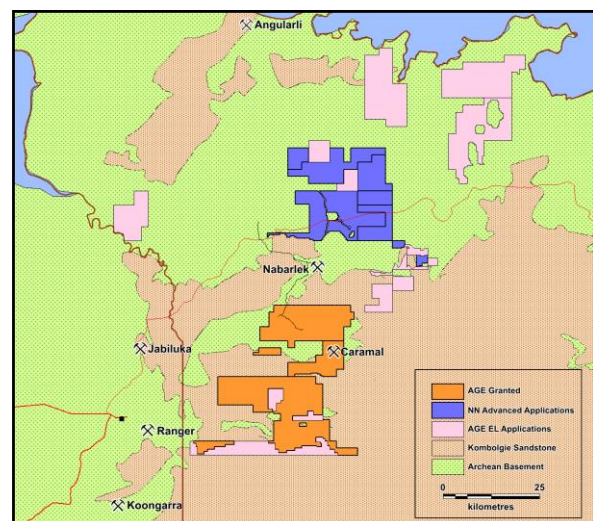 Angularli
Nabarlek
Jabiluka
Caramal
Ranger
Koongarra
AGE Granted
NN Advanced Applications
AGE EL Applications
Kombolgie Sandstone
Archean Basement
0 25
kilometres